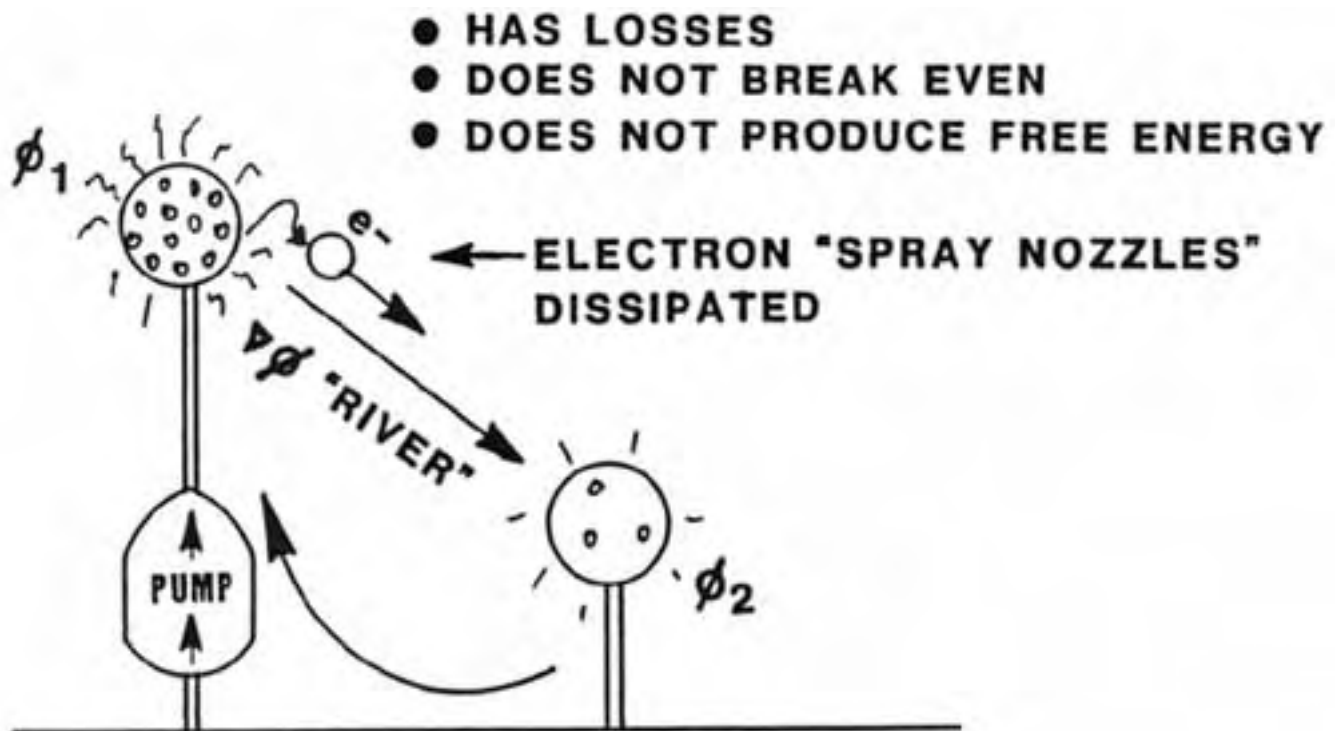 ● HAS LOSSES
● DOES NOT BREAK EVEN
● DOES NOT PRODUCE FREE ENERGY
ϕ1
e-
ELECTRON "SPRAY NOZZLES"
DISSIPATED
∇ϕ "RIVER"
PUMP
ϕ2